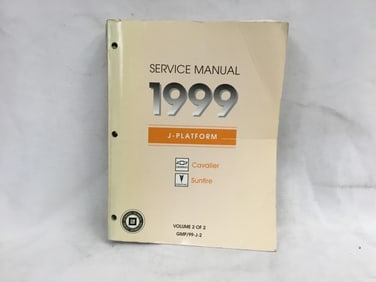 SERVICE MANUAL
1999
J-PLATFORM
Cavalier
Sunfire
VOLUME 2 OF 2
GMP/99-J-2